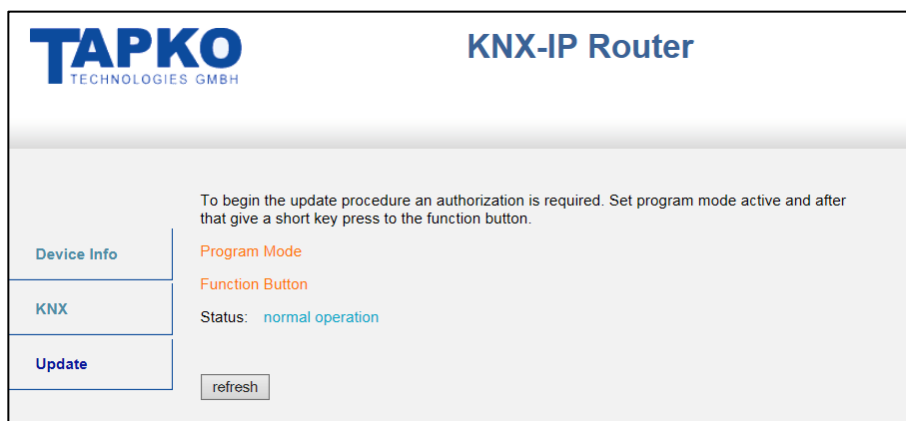 TAPKO
TECHNOLOGIES GMBH
KNX-IP Router
To begin the update procedure an authorization is required. Set program mode active and after
that give a short key press to the function button.
Device Info
Program Mode
Function Button
KNX
Status: normal operation
Update
refresh